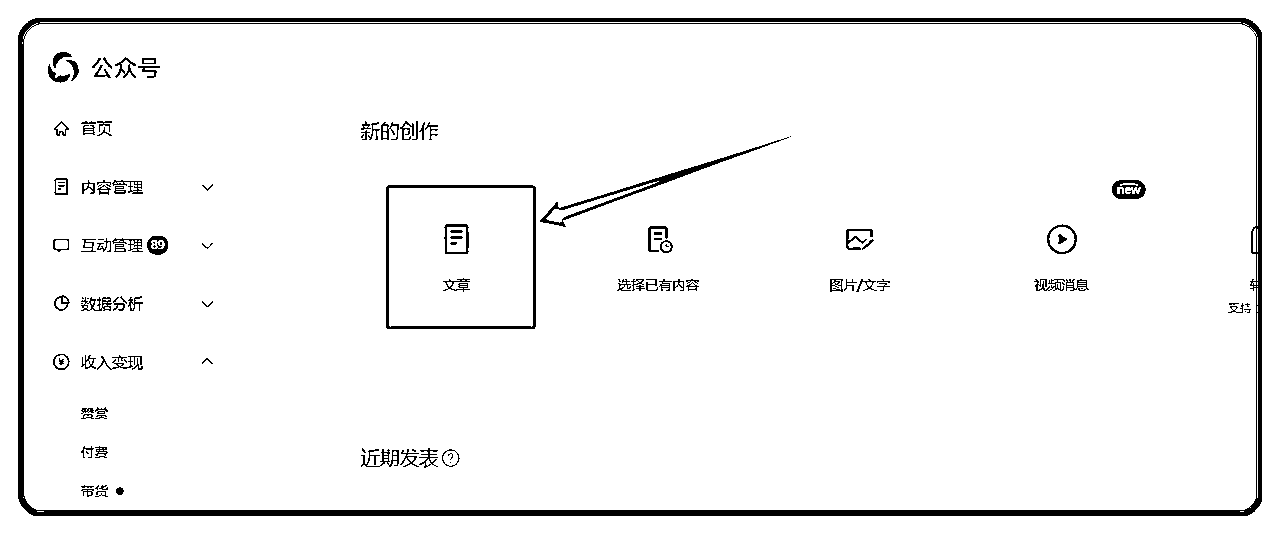 公众号
首页
内容管理
互动管理 89
数据分析
收入变现
赞赏
付费
带货
新的创作
文章
选择已有内容
图片/文字
new
视频消息
支持
近期发表?